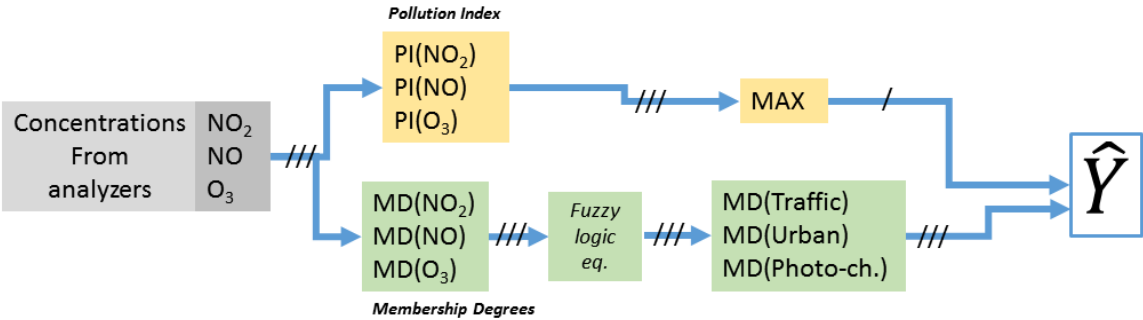 Pollution Index
PI(NO₂)
PI(NO)
PI(O₃)
MAX
Concentrations
From
analyzers
NO₂
NO
O₃
MD(NO₂)
MD(NO)
MD(O₃)
Membership Degrees
Fuzzy
logic
eq.
MD(Traffic)
MD(Urban)
MD(Photo-ch.)
Ŷ